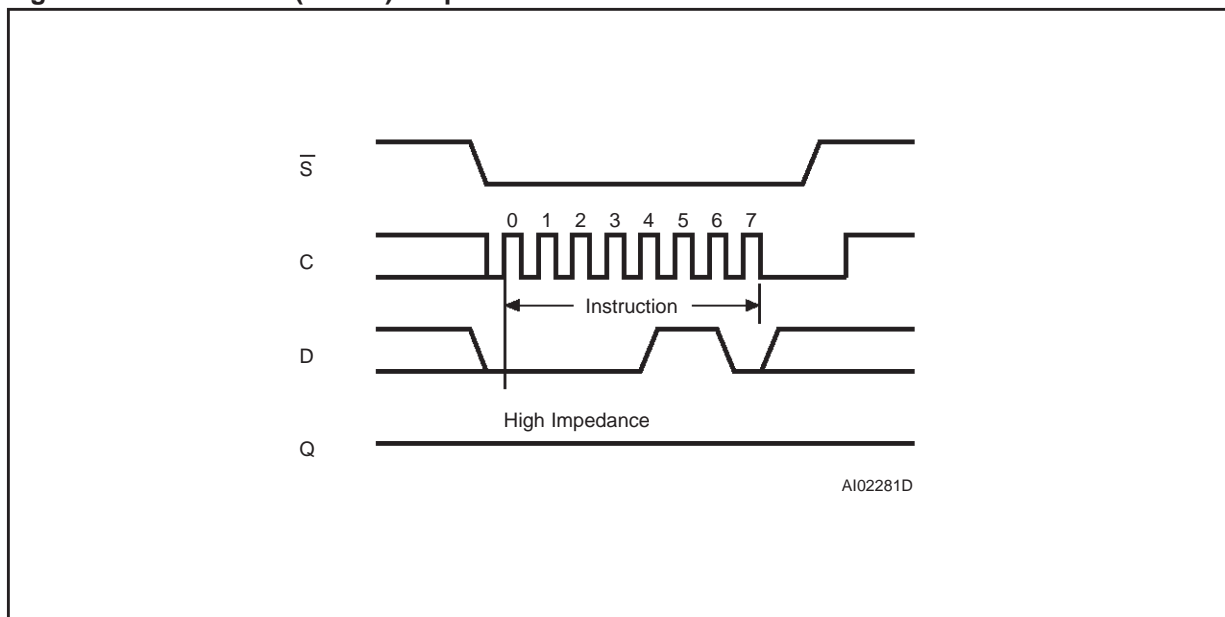 S̅
0 1 2 3 4 5 6 7
C
Instruction
D
High Impedance
Q
AI02281D